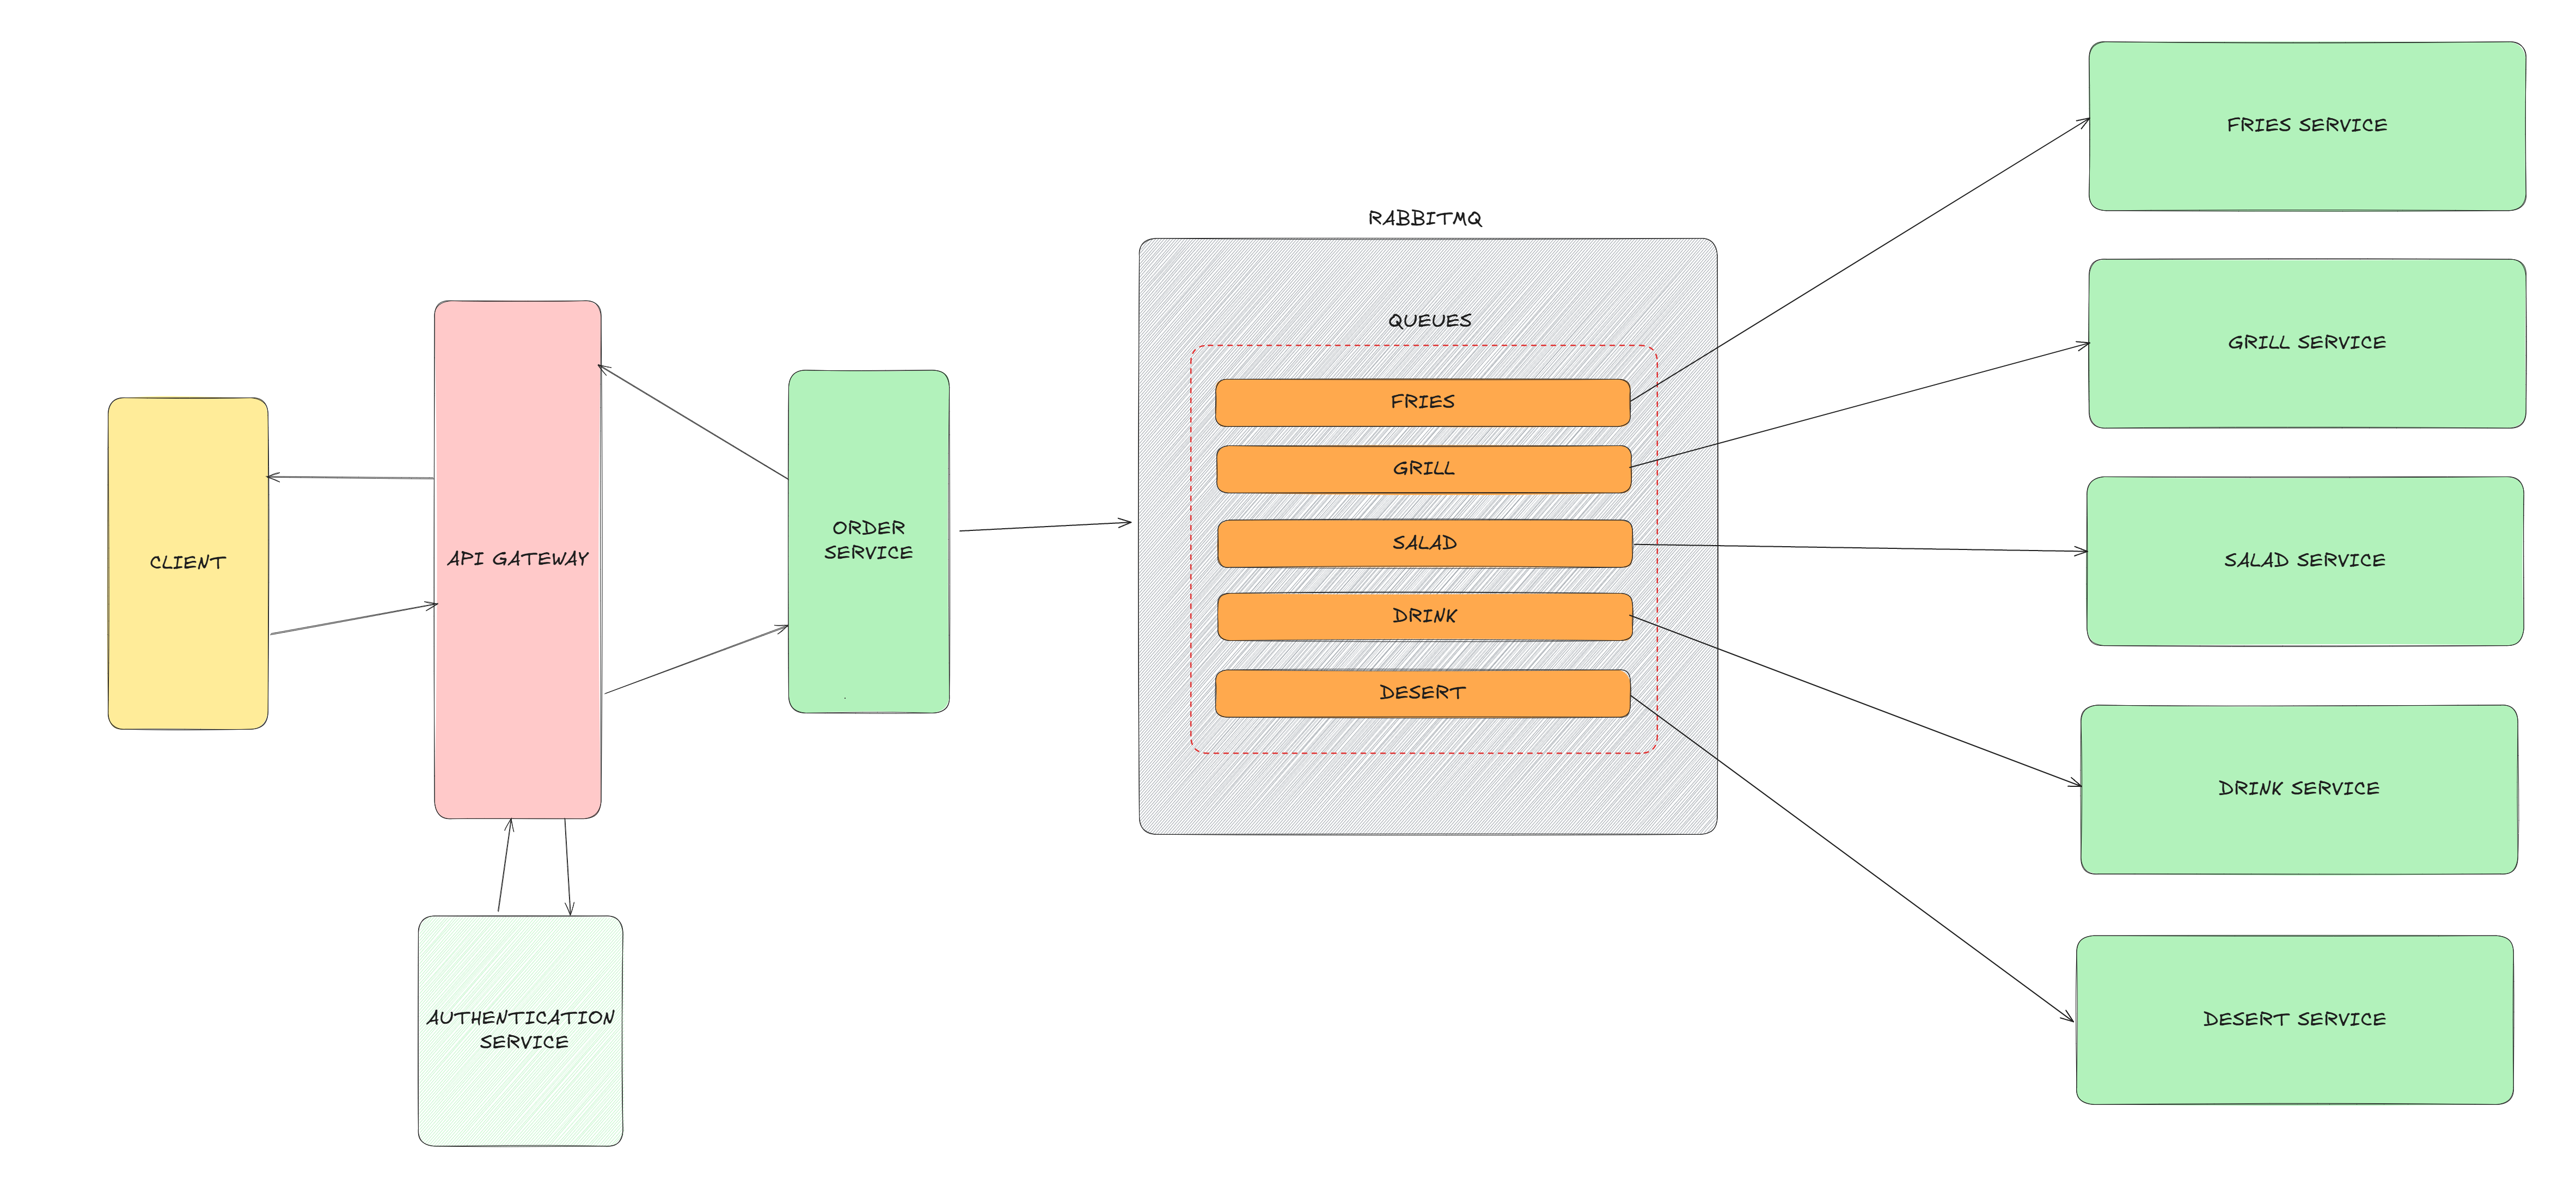 CLIENT
API GATEWAY
AUTHENTICATION
SERVICE
ORDER
SERVICE
RABBITMQ
QUEUES
FRIES
GRILL
SALAD
DRINK
DESERT
FRIES SERVICE
GRILL SERVICE
SALAD SERVICE
DRINK SERVICE
DESERT SERVICE